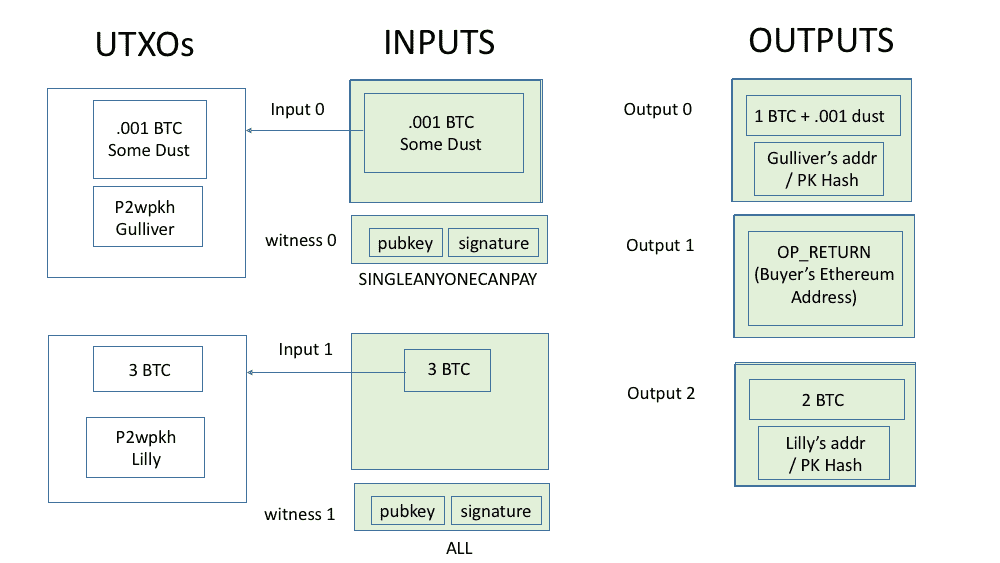 UTXOs
INPUTS
OUTPUTS
.001 BTC
Some Dust
P2wpkh
Gulliver
Input 0
.001 BTC
Some Dust
witness 0
pubkey
signature
SINGLEANYONECANPAY
Output 0
1 BTC + .001 dust
Gulliver's addr
/ PK Hash
Output 1
OP_RETURN
(Buyer's Ethereum
Address)
3 BTC
P2wpkh
Lilly
Input 1
3 BTC
witness 1
pubkey
signature
ALL
Output 2
2 BTC
Lilly's addr
/ PK Hash